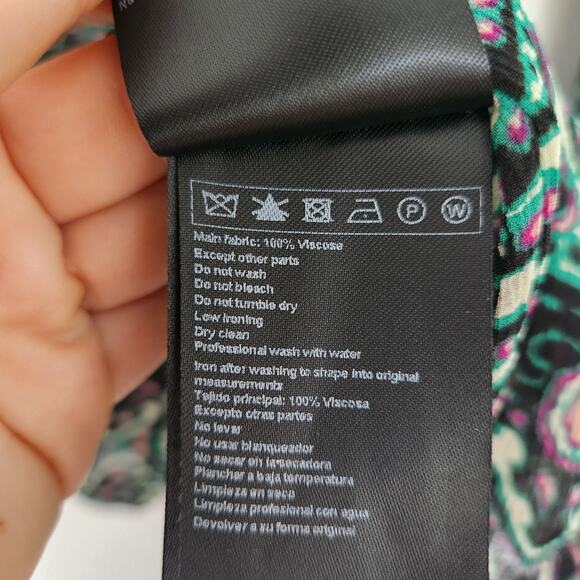 P W
Main fabric: 100% Viscose
Except other parts
Do not wash
Do not bleach
Do not tumble dry
Low ironing
Dry clean
Professional wash with water
Iron after washing to shape into original
measurements
Tejido principal: 100% Viscosa
Excepto otras partes
No lavar
No usar blanqueador
No secar en la secadora
Planchar a baja temperatura
Limpieza en seco
Limpieza profesional con agua
Devolver a su forma original